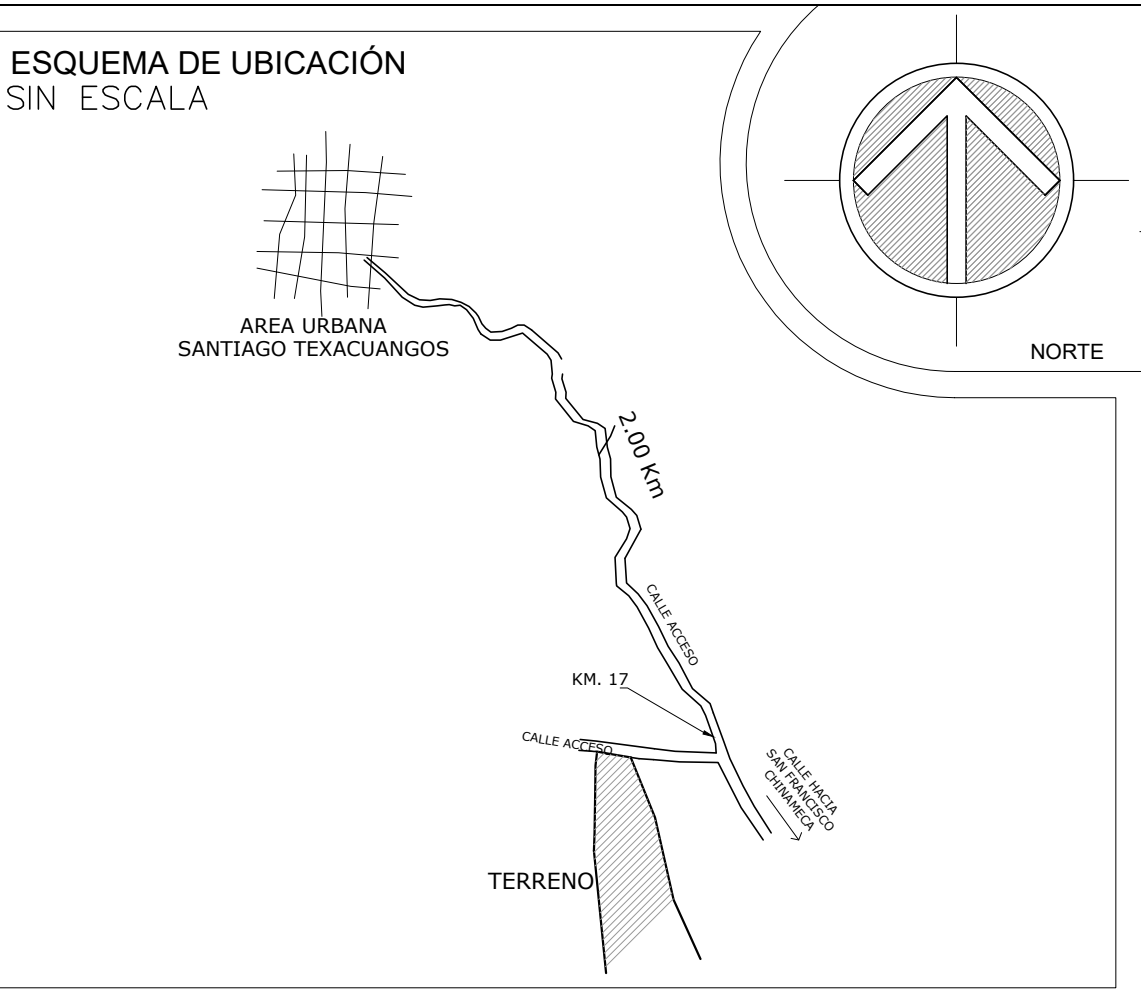 ESQUEMA DE UBICACIÓN
SIN ESCALA
NORTE
AREA URBANA
SANTIAGO TEXACUANGOS
2.00 Km
CALLE ACCESO
KM. 17
CALLE ACCESO
CALLE HACIA
SAN FRANCISCO
CHINAMECA
TERRENO